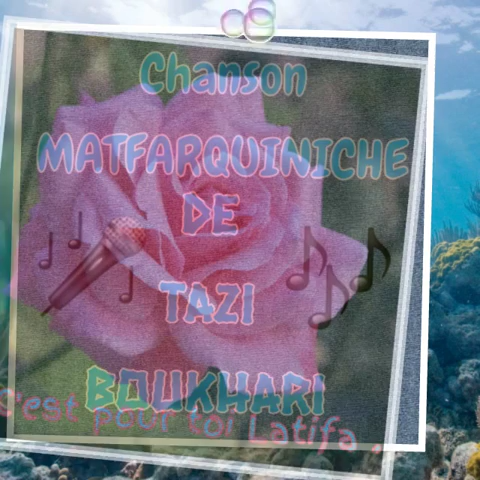 Chanson
MATFARQUINICHE
DE
TAZI
BOUKHARI
C'est pour toi Latifa .